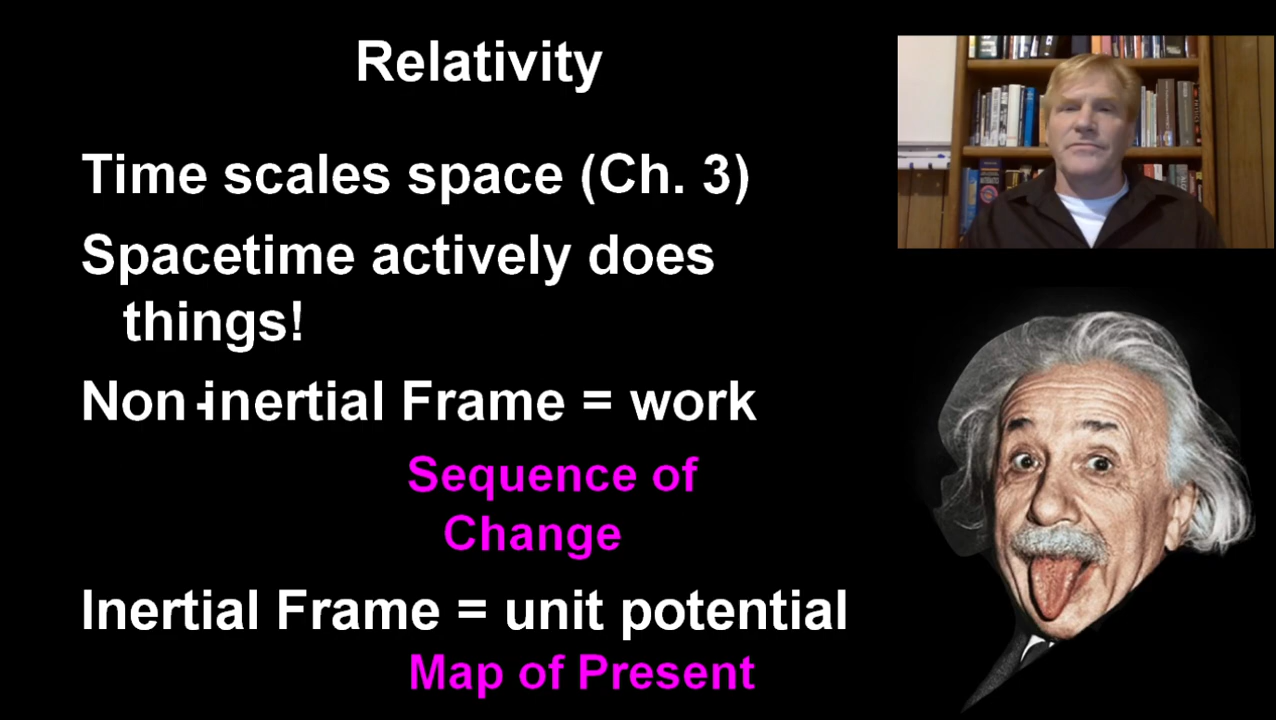 Relativity
Time scales space (Ch. 3)
Spacetime actively does
things!
Non-inertial Frame = work
Sequence of
Change
Inertial Frame = unit potential
Map of Present